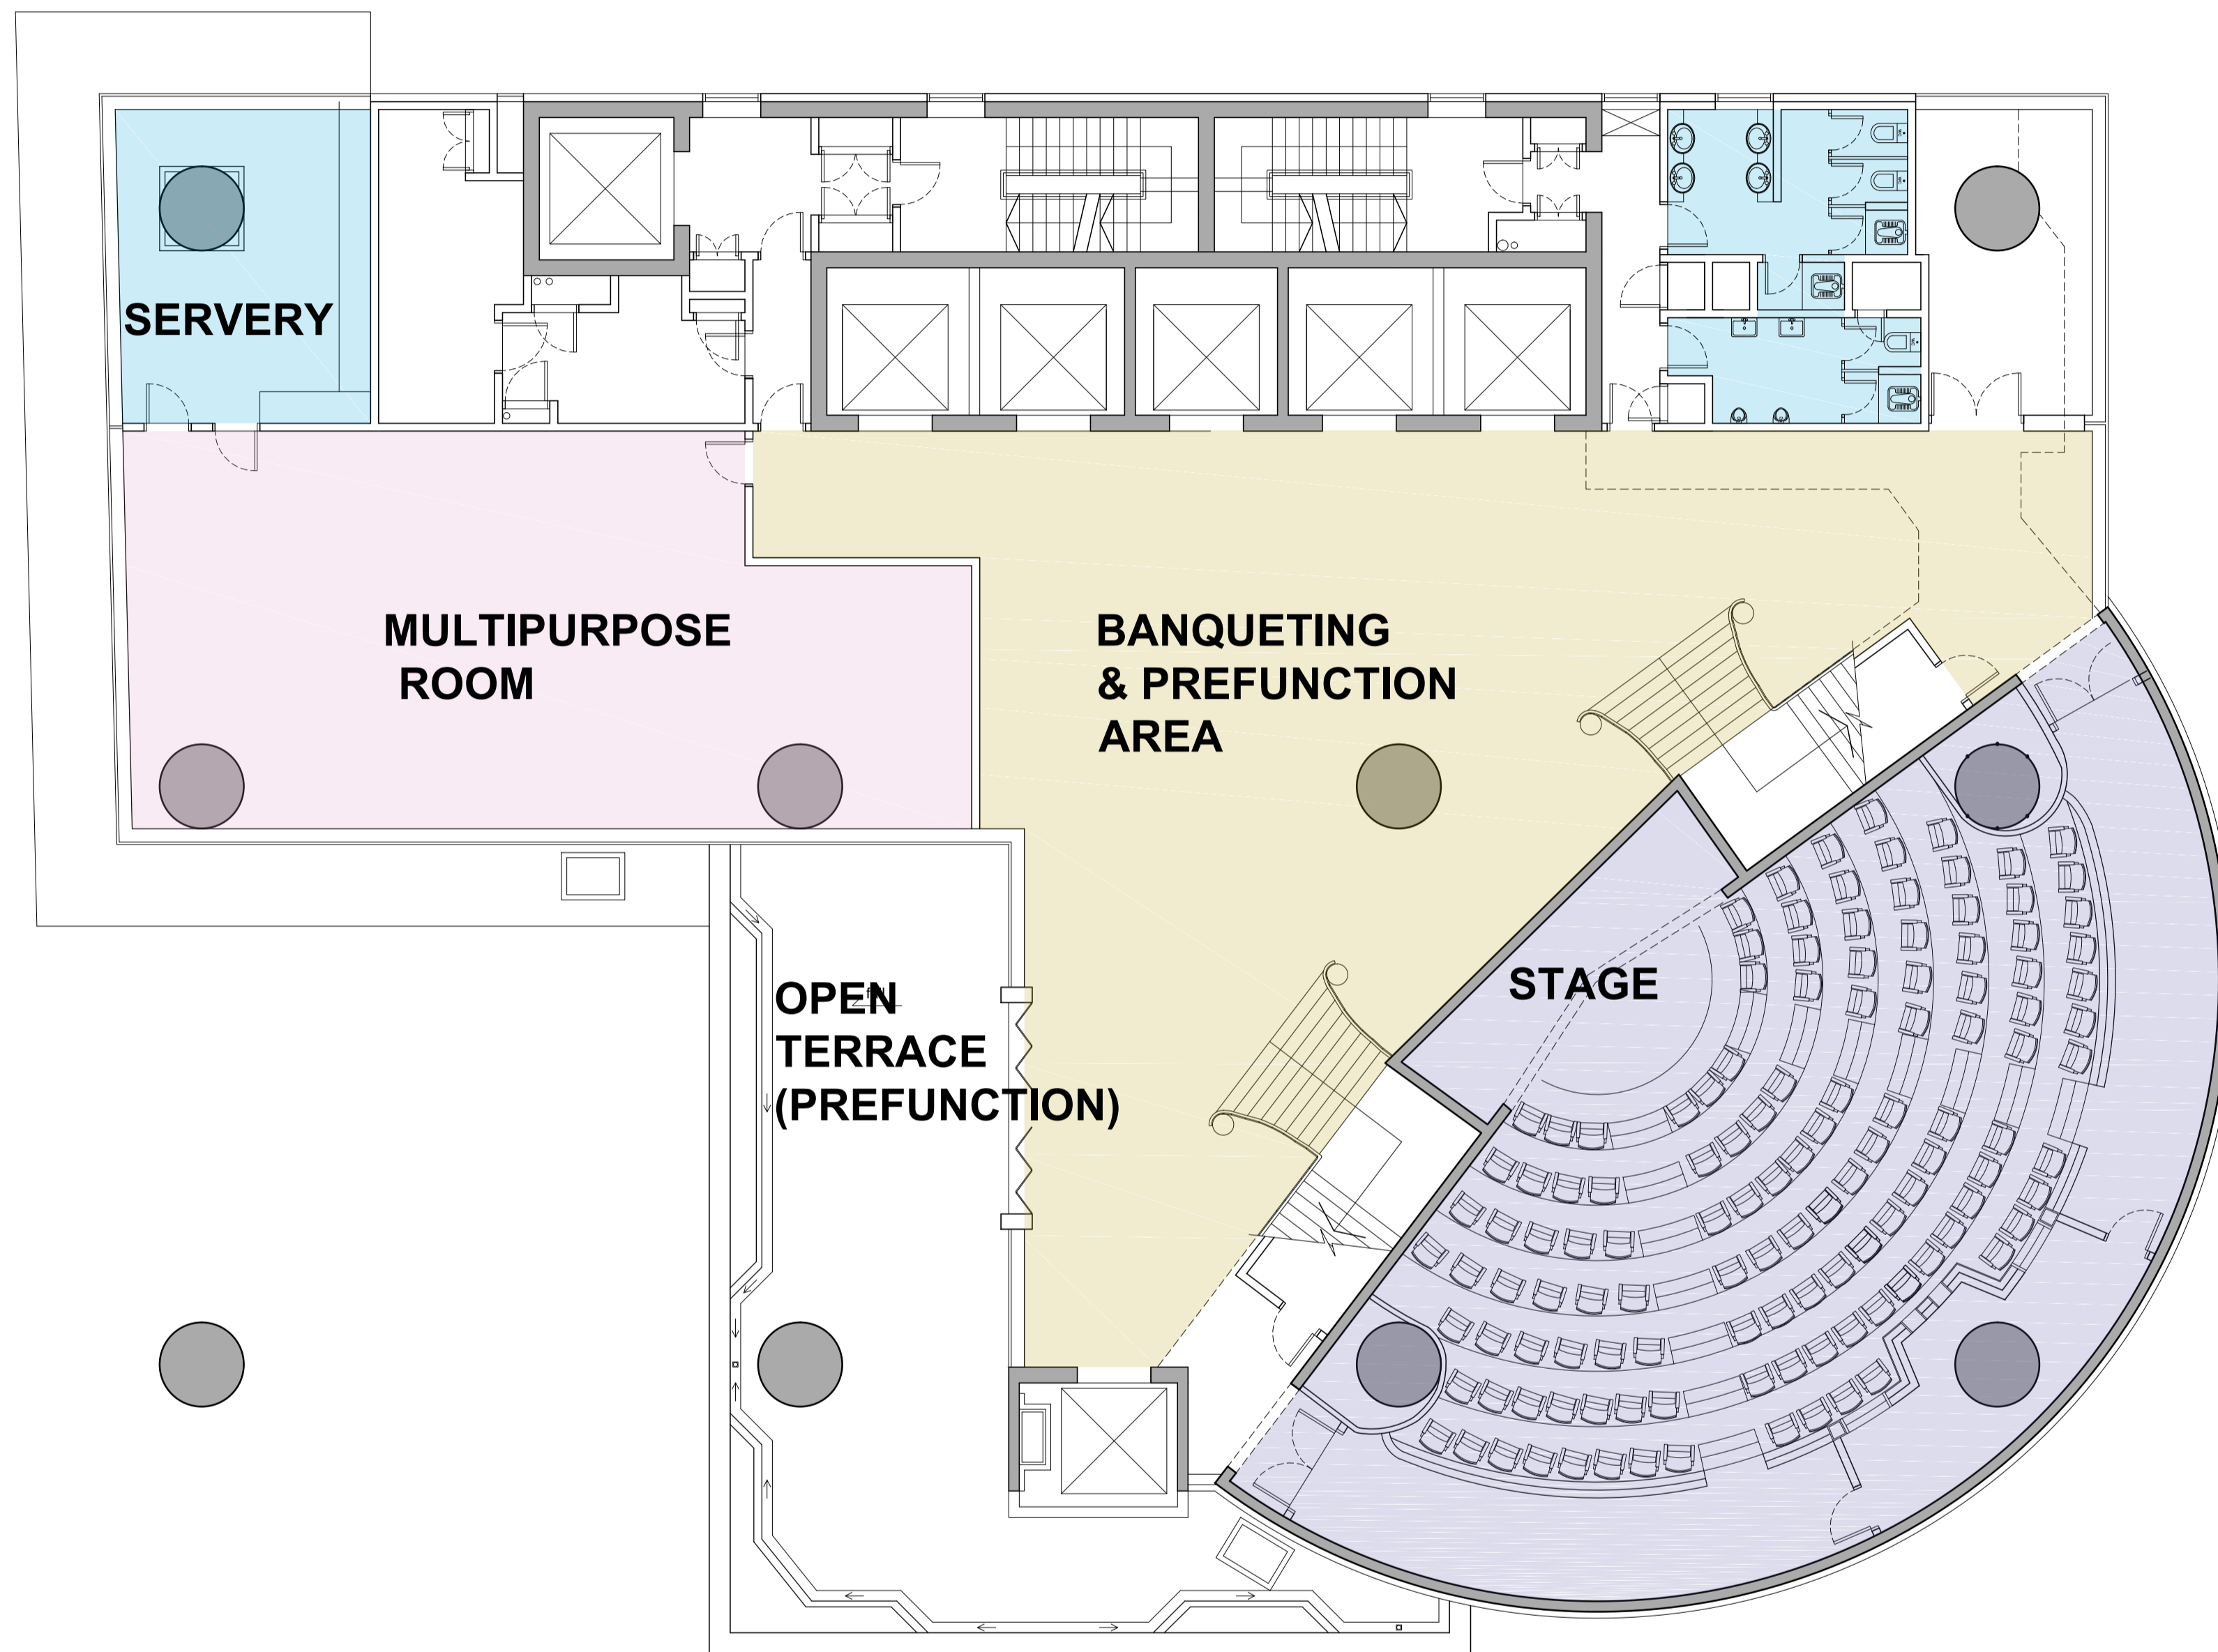 SERVERY
MULTIPURPOSE
ROOM
BANQUETING
& PREFUNCTION
AREA
STAGE
OPEN
TERRACE
(PREFUNCTION)